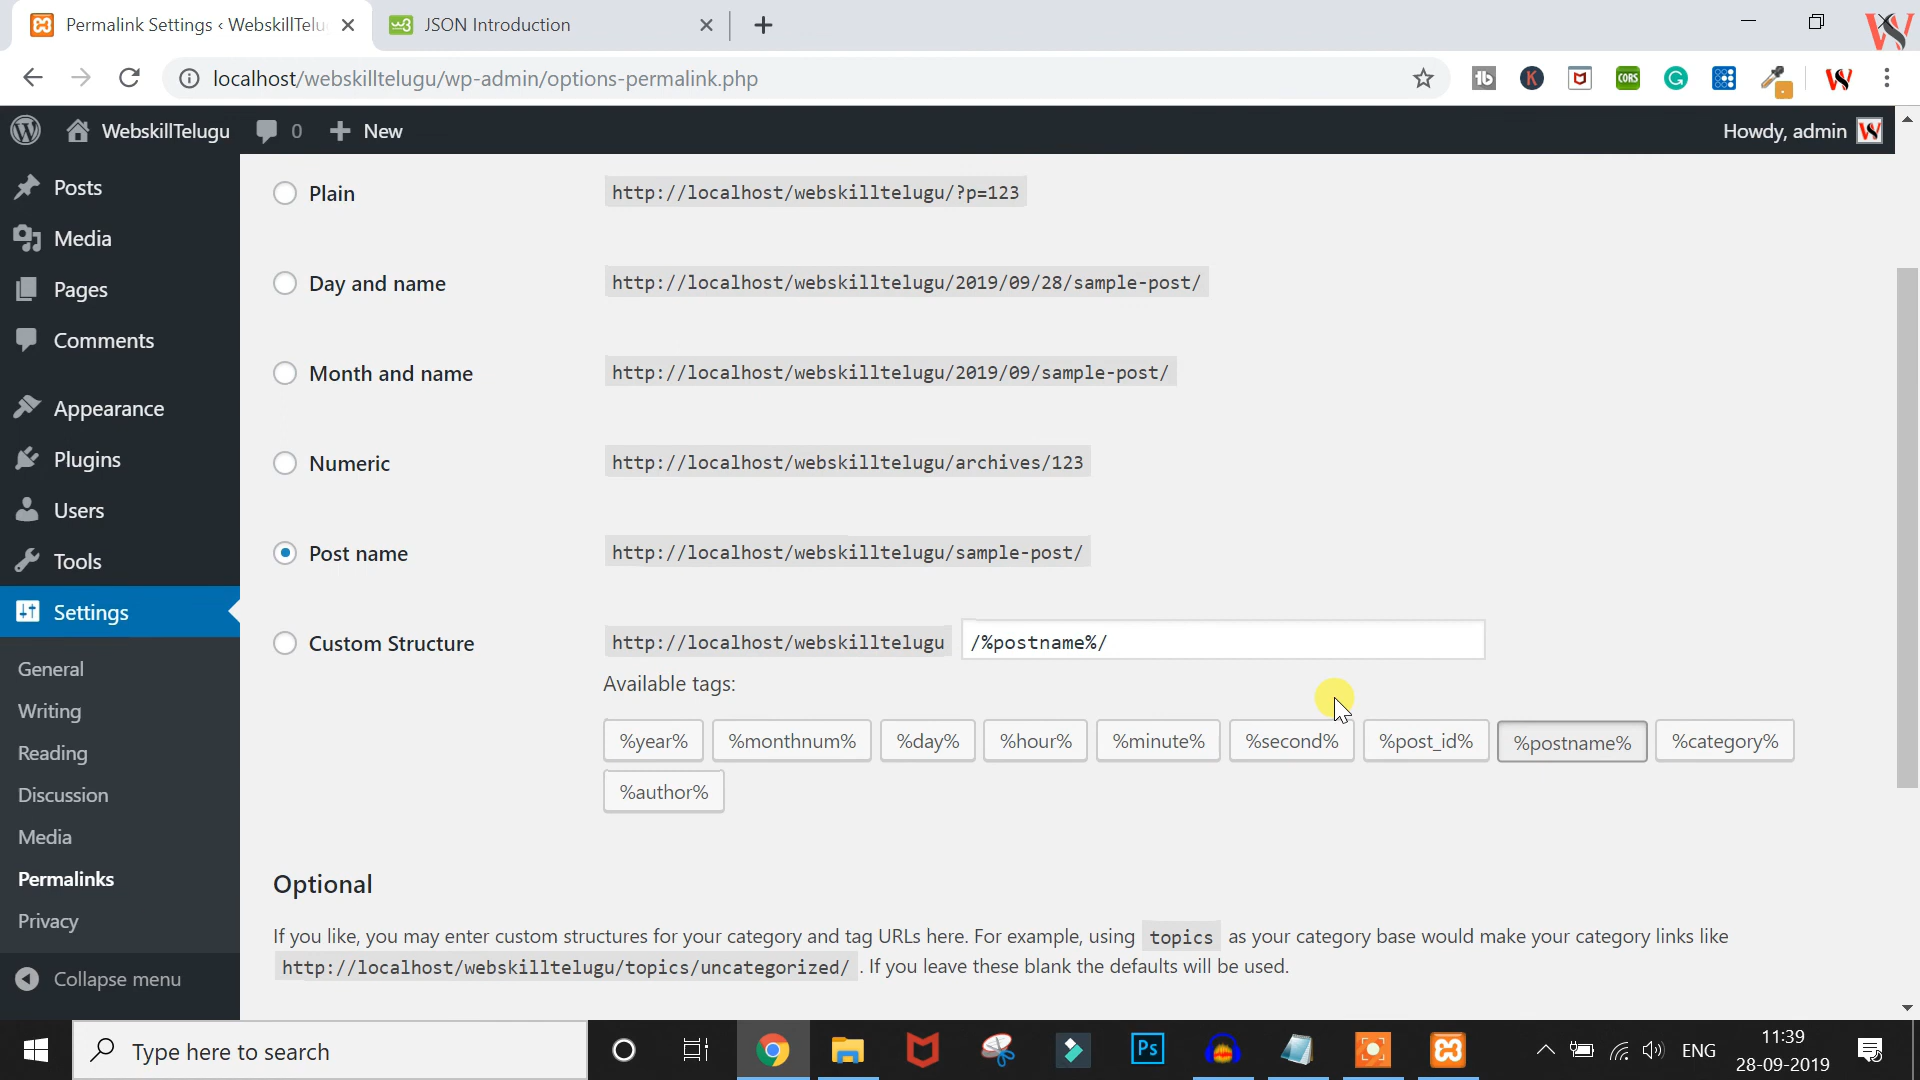 Permalink Settings ‹ WebskillTelu
JSON Introduction
localhost/webskilltelugu/wp-admin/options-permalink.php
WebskillTelugu 0 New Howdy, admin
Posts
Media
Pages
Comments
Appearance
Plugins
Users
Tools
Settings
General
Writing
Reading
Discussion
Media
Permalinks
Privacy
Collapse menu
Plain http://localhost/webskilltelugu/?p=123
Day and name http://localhost/webskilltelugu/2019/09/28/sample-post/
Month and name http://localhost/webskilltelugu/2019/09/sample-post/
Numeric http://localhost/webskilltelugu/archives/123
Post name http://localhost/webskilltelugu/sample-post/
Custom Structure http://localhost/webskilltelugu /%postname%/
Available tags:
%year% %monthnum% %day% %hour% %minute% %second% %post_id% %postname% %category%
%author%
Optional
If you like, you may enter custom structures for your category and tag URLs here. For example, using topics as your category base would make your category links like
http://localhost/webskilltelugu/topics/uncategorized/ . If you leave these blank the defaults will be used.
Type here to search
Ps
ENG
11:39
28-09-2019